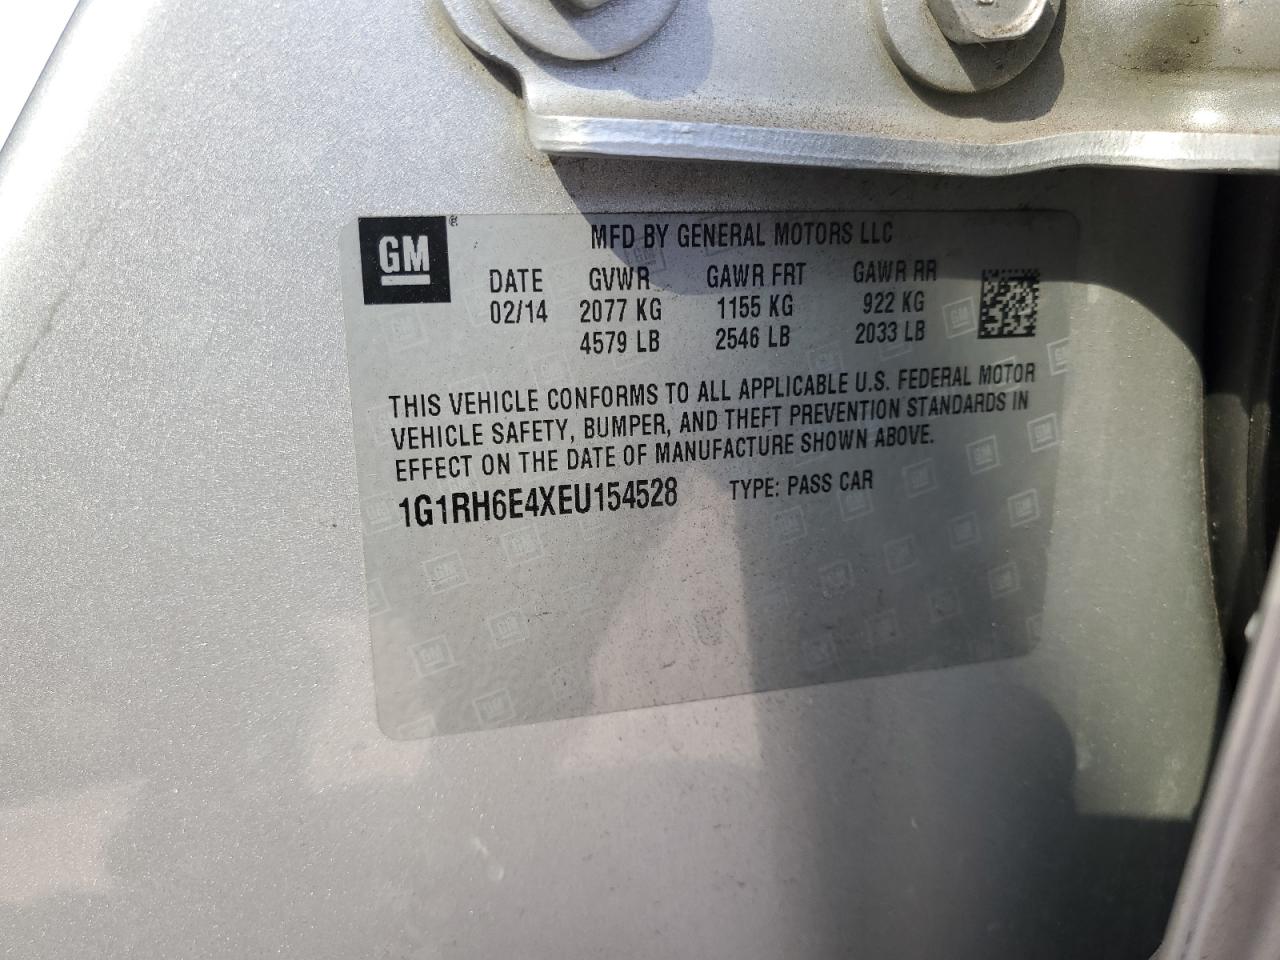 GM®
MFD BY GENERAL MOTORS LLC
DATE GVWR GAWR FRT GAWR RR
02/14 2077 KG 1155 KG 922 KG
4579 LB 2546 LB 2033 LB
THIS VEHICLE CONFORMS TO ALL APPLICABLE U.S. FEDERAL MOTOR
VEHICLE SAFETY, BUMPER, AND THEFT PREVENTION STANDARDS IN
EFFECT ON THE DATE OF MANUFACTURE SHOWN ABOVE.
1G1RH6E4XEU154528 TYPE: PASS CAR